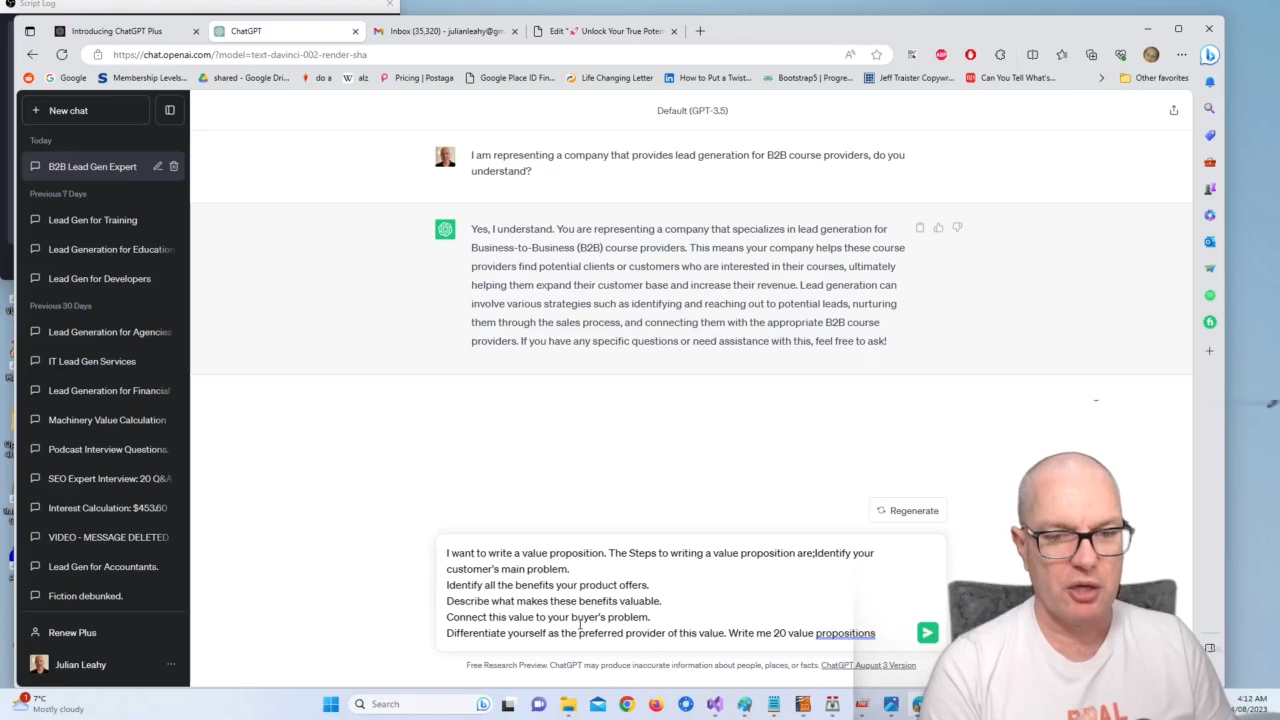 Script Log
Introducing ChatGPT Plus
ChatGPT
Inbox (35,320) - julianleahy@gm
Edit "🚀 Unlock Your True Poten
https://chat.openai.com/?model=text-davinci-002-render-sha
Google
Symbaloo
Membership Levels...
shared - Google Dri...
do a
alz
Pricing | Postaga
Google Place ID Fin...
Life Changing Letter
How to Put a Twist...
Bootstrap5 | Progre...
Jeff Traister Copywr...
Can You Tell What's...
Other favorites
New chat
Default (GPT-3.5)
Today
B2B Lead Gen Expert
Previous 7 Days
Lead Gen for Training
Lead Generation for Education
Lead Gen for Developers
Previous 30 Days
Lead Generation for Agencies
IT Lead Gen Services
Lead Generation for Financial
Machinery Value Calculation
Podcast Interview Questions.
SEO Expert Interview: 20 Q&A
Interest Calculation: $453.60
VIDEO - MESSAGE DELETED
Lead Gen for Accountants.
Fiction debunked.
Renew Plus
Julian Leahy
I am representing a company that provides lead generation for B2B course providers, do you
understand?
Yes, I understand. You are representing a company that specializes in lead generation for
Business-to-Business (B2B) course providers. This means your company helps these course
providers find potential clients or customers who are interested in their courses, ultimately
helping them expand their customer base and increase their revenue. Lead generation can
involve various strategies such as identifying and reaching out to potential leads, nurturing
them through the sales process, and connecting them with the appropriate B2B course
providers. If you have any specific questions or need assistance with this, feel free to ask!
Regenerate
I want to write a value proposition. The Steps to writing a value proposition are;Identify your
customer's main problem.
Identify all the benefits your product offers.
Describe what makes these benefits valuable.
Connect this value to your buyer's problem.
Differentiate yourself as the preferred provider of this value. Write me 20 value propositions
Free Research Preview. ChatGPT may produce inaccurate information about people, places, or facts. ChatGPT August 3 Version
7°C
Mostly cloudy
Search
4:12 AM
4/08/2023